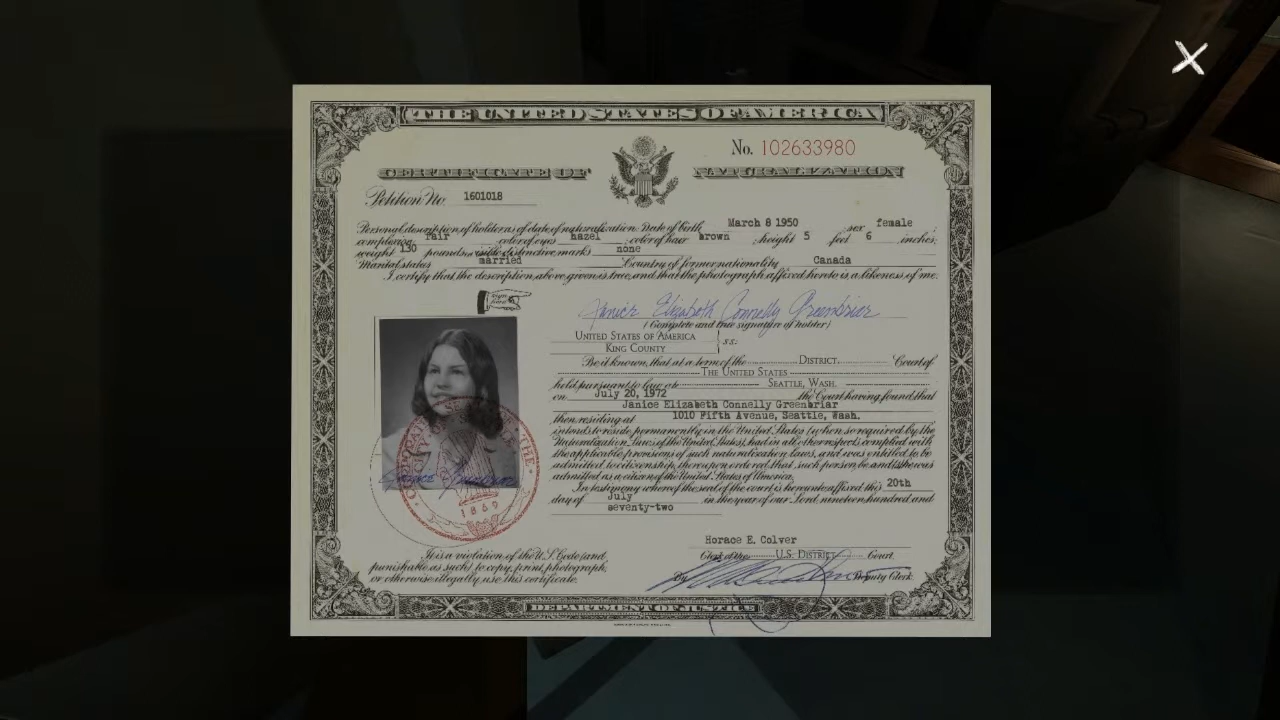 THE UNITED STATES OF AMERICA
No. 102633980
CERTIFICATE OF NATURALIZATION
Petition No. 1601018
Personal description of holder as of date of naturalization: Date of birth March 8 1950 sex female
complexion Fair color of eyes hazel color of hair Brown height 5 feet 6 inches;
weight 130 pounds, visible distinctive marks none
Marital status married Country of former nationality Canada
I certify that the description above given is true, and that the photograph affixed hereto is a likeness of me.
Janice Elizabeth Connelly Greenbriar
(Complete and true signature of holder)
UNITED STATES OF AMERICA
KING COUNTY
ss:
Be it known, that at a term of the DISTRICT Court of
THE UNITED STATES
held pursuant to law at SEATTLE, WASH.
on July 20, 1972 the Court having found that
Janice Elizabeth Connelly Greenbriar
then residing at 1010 Fifth Avenue, Seattle, Wash.
intends to reside permanently in the United States (when so required by the
Naturalization Laws of the United States), had in all other respects complied with
the applicable provisions of such naturalization laws, and was entitled to be
admitted to citizenship, thereupon ordered that such person be and (s)he was
admitted as a citizen of the United States of America.
In testimony whereof the seal of the court is hereunto affixed this 20th
day of July in the year of our Lord nineteen hundred and
seventy-two
1869
Horace E. Colver
Clerk of the U.S. DISTRICT Court
By Deputy Clerk
It is a violation of the U.S. Code (and
punishable as such) to copy, print, photograph,
or otherwise illegally use this certificate.
DEPARTMENT OF JUSTICE